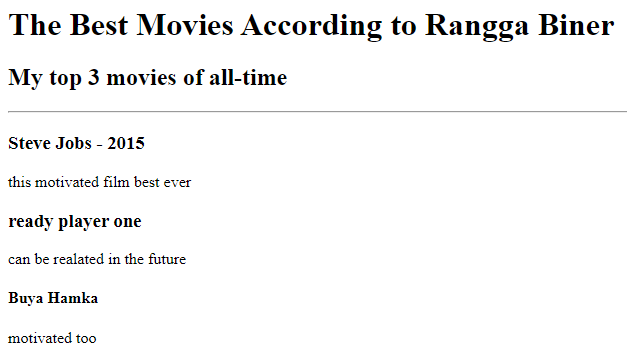 The Best Movies According to Rangga Biner
My top 3 movies of all-time
Steve Jobs - 2015
this motivated film best ever
ready player one
can be realated in the future
Buya Hamka
motivated too